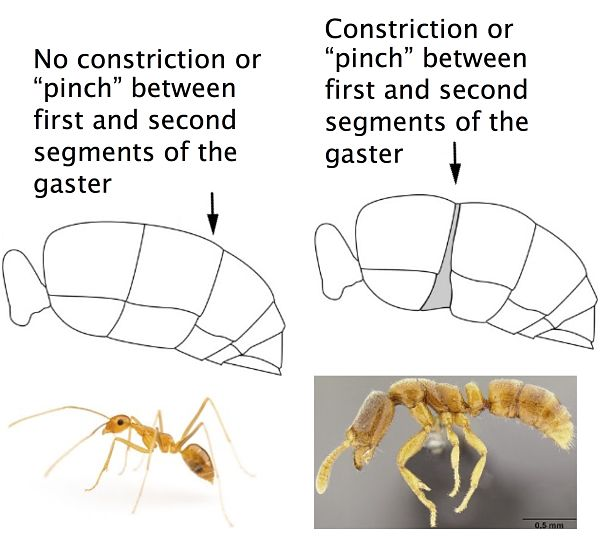 No constriction or
“pinch” between
first and second
segments of the
gaster
Constriction or
“pinch” between
first and second
segments of the
gaster
0.5 mm